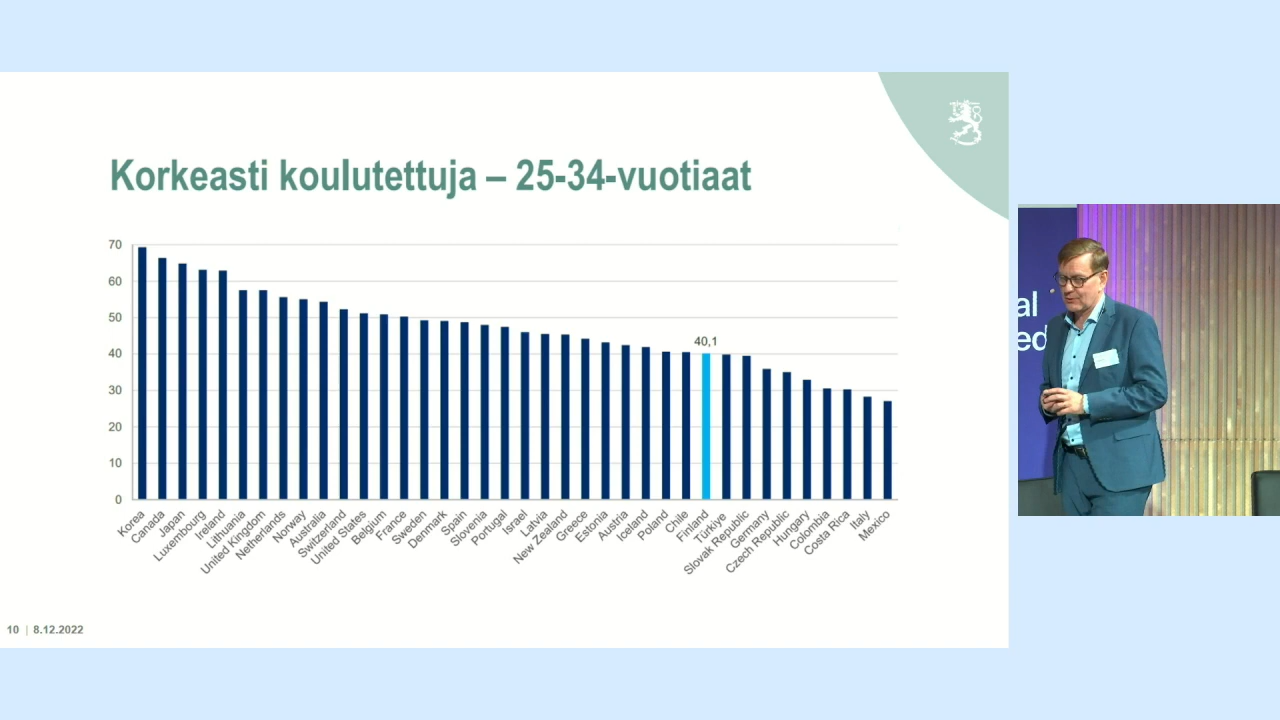 Korkeasti koulutettuja – 25-34-vuotiaat
70
60
50
40
30
20
10
0
40,1
Korea
Canada
Japan
Luxembourg
Ireland
Lithuania
United Kingdom
Netherlands
Norway
Australia
Switzerland
United States
Belgium
France
Sweden
Denmark
Spain
Slovenia
Portugal
Israel
Latvia
New Zealand
Greece
Estonia
Austria
Iceland
Poland
Chile
Finland
Türkiye
Slovak Republic
Germany
Czech Republic
Hungary
Colombia
Costa Rica
Italy
Mexico
10 | 8.12.2022
al
ed